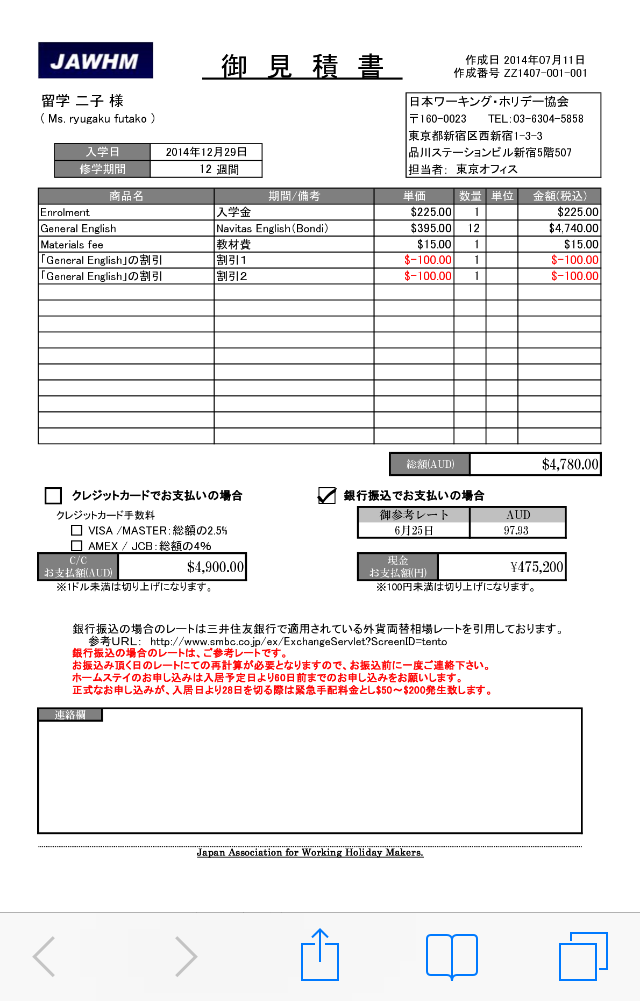 JAWHM
御見積書
作成日 2014年07月11日
作成番号 ZZ1407-001-001
留学 二子 様
( Ms. ryugaku futako )
日本ワーキング・ホリデー協会
〒160-0023 TEL:03-6304-5858
東京都新宿区西新宿1-3-3
品川ステーションビル新宿5階507
担当者: 東京オフィス
入学日 2014年12月29日
修学期間 12 週間
商品名 期間/備考 単価 数量 単位 金額(税込)
Enrolment 入学金 $225.00 1 $225.00
General English Navitas English(Bondi) $395.00 12 $4,740.00
Materials fee 教材費 $15.00 1 $15.00
「General English」の割引 割引1 $-100.00 1 $-100.00
「General English」の割引 割引2 $-100.00 1 $-100.00
総額(AUD) $4,780.00
クレジットカードでお支払いの場合
クレジットカード手数料
VISA /MASTER:総額の2.5%
AMEX / JCB:総額の4%
C/C お支払額(AUD) $4,900.00
※1ドル未満は切り上げになります。
銀行振込でお支払いの場合
御参考レート AUD
6月25日 97.93
現金 お支払額(円) ¥475,200
※100円未満は切り上げになります。
銀行振込の場合のレートは三井住友銀行で適用されている外貨両替相場レートを引用しております。
参考URL: http://www.smbc.co.jp/ex/ExchangeServlet?ScreenID=tento
銀行振込の場合のレートは、ご参考レートです。
お振込み頂く日のレートにての再計算が必要となりますので、お振込前に一度ご連絡下さい。
ホームステイのお申し込みは入居予定日より60日前までのお申し込みをお願いします。
正式なお申し込みが、入居日より28日を切る際は緊急手配料金とし$50～$200発生致します。
連絡欄
Japan Association for Working Holiday Makers.